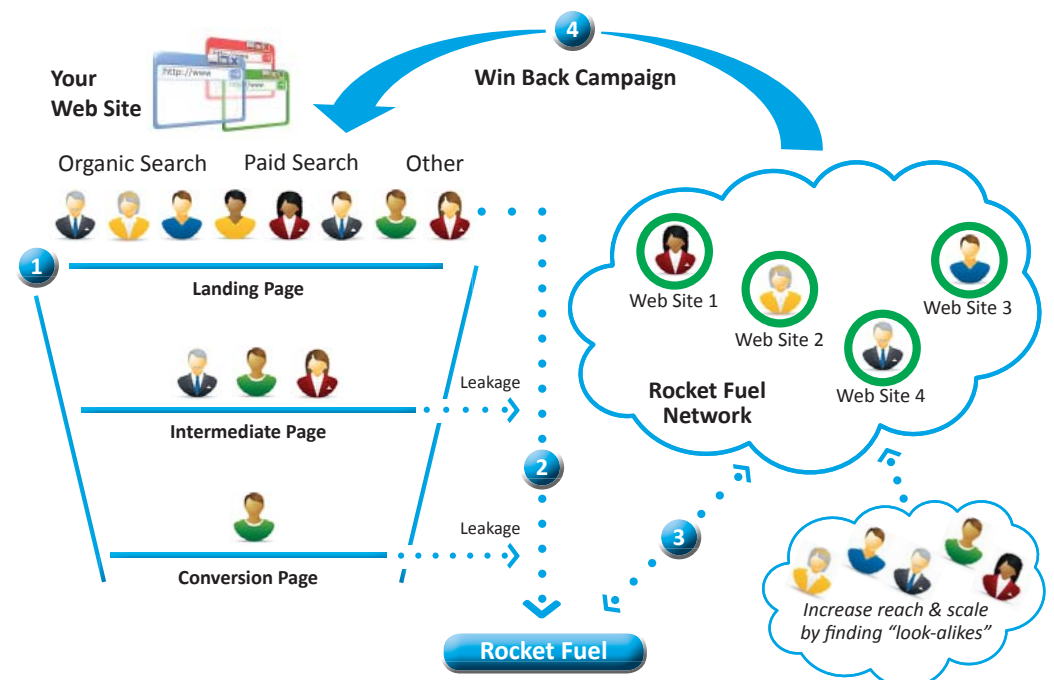 4
Win Back Campaign
Your
Web Site
http://www
http://www
Organic Search
Paid Search
Other
1
Landing Page
Web Site 1
Web Site 2
Web Site 3
Web Site 4
Rocket Fuel
Network
Leakage
Intermediate Page
2
Leakage
3
Conversion Page
Increase reach & scale
by finding “look-alikes”
Rocket Fuel